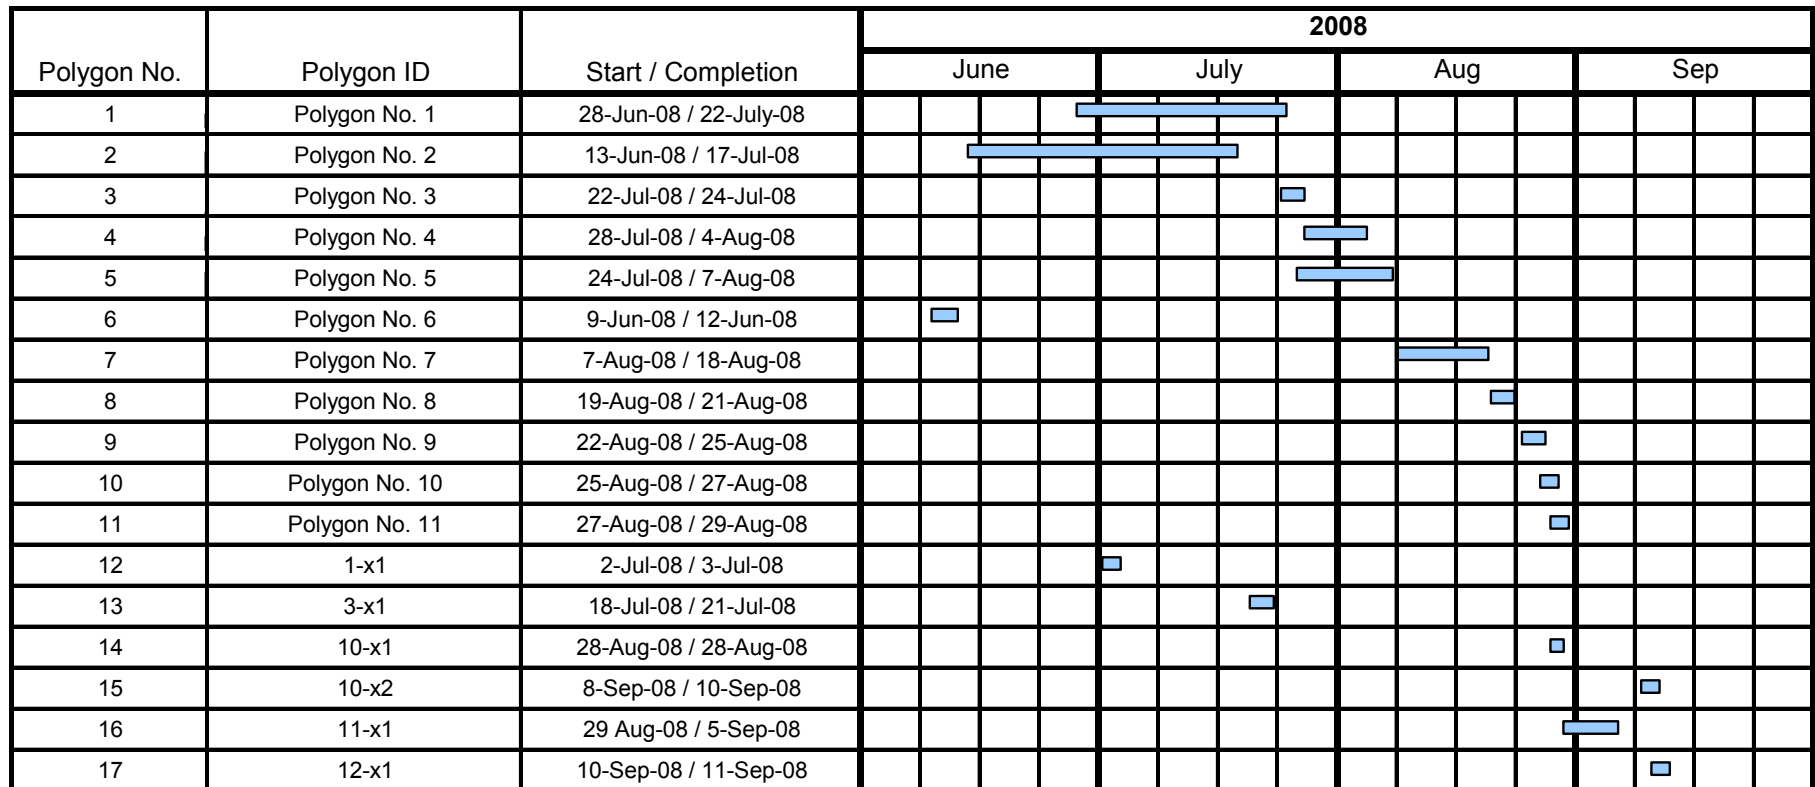 2008
Polygon No. Polygon ID Start / Completion June July Aug Sep
1 Polygon No. 1 28-Jun-08 / 22-July-08
2 Polygon No. 2 13-Jun-08 / 17-Jul-08
3 Polygon No. 3 22-Jul-08 / 24-Jul-08
4 Polygon No. 4 28-Jul-08 / 4-Aug-08
5 Polygon No. 5 24-Jul-08 / 7-Aug-08
6 Polygon No. 6 9-Jun-08 / 12-Jun-08
7 Polygon No. 7 7-Aug-08 / 18-Aug-08
8 Polygon No. 8 19-Aug-08 / 21-Aug-08
9 Polygon No. 9 22-Aug-08 / 25-Aug-08
10 Polygon No. 10 25-Aug-08 / 27-Aug-08
11 Polygon No. 11 27-Aug-08 / 29-Aug-08
12 1-x1 2-Jul-08 / 3-Jul-08
13 3-x1 18-Jul-08 / 21-Jul-08
14 10-x1 28-Aug-08 / 28-Aug-08
15 10-x2 8-Sep-08 / 10-Sep-08
16 11-x1 29 Aug-08 / 5-Sep-08
17 12-x1 10-Sep-08 / 11-Sep-08